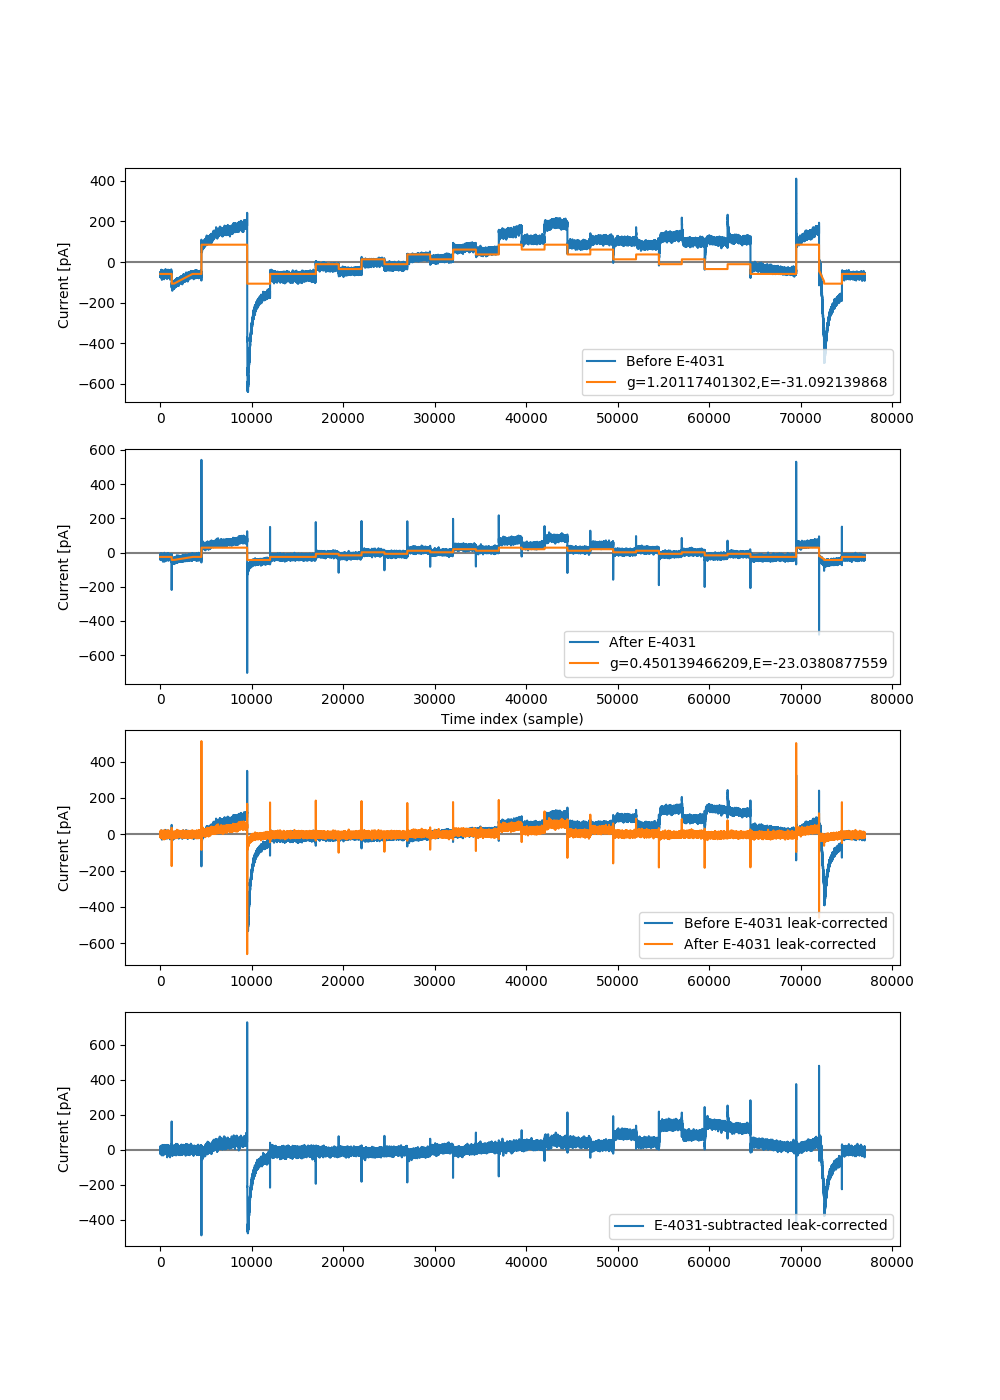 400
200
0
−200
−400
−600
Current [pA]
Before E-4031
g=1.20117401302,E=-31.092139868
0 10000 20000 30000 40000 50000 60000 70000 80000
600
400
200
0
−200
−400
−600
Current [pA]
After E-4031
g=0.450139466209,E=-23.0380877559
0 10000 20000 30000 40000 50000 60000 70000 80000
Time index (sample)
400
200
0
−200
−400
−600
Current [pA]
Before E-4031 leak-corrected
After E-4031 leak-corrected
0 10000 20000 30000 40000 50000 60000 70000 80000
600
400
200
0
−200
−400
Current [pA]
E-4031-subtracted leak-corrected
0 10000 20000 30000 40000 50000 60000 70000 80000